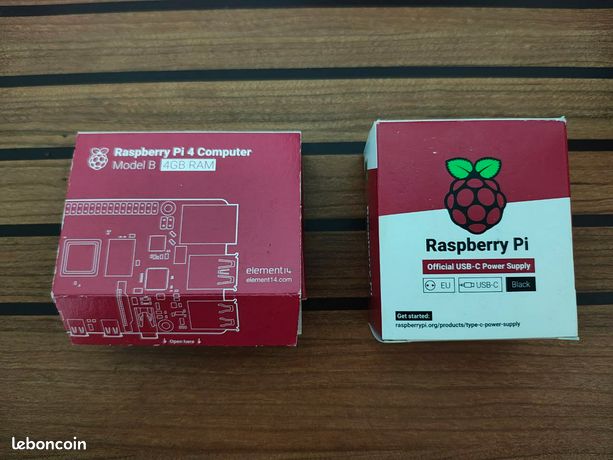 Raspberry Pi 4 Computer
Model B 4GB RAM
element14
element14.com
Open here
Raspberry Pi
Official USB-C Power Supply
EU
USB-C
Black
Get started:
raspberrypi.org/products/type-c-power-supply
leboncoin